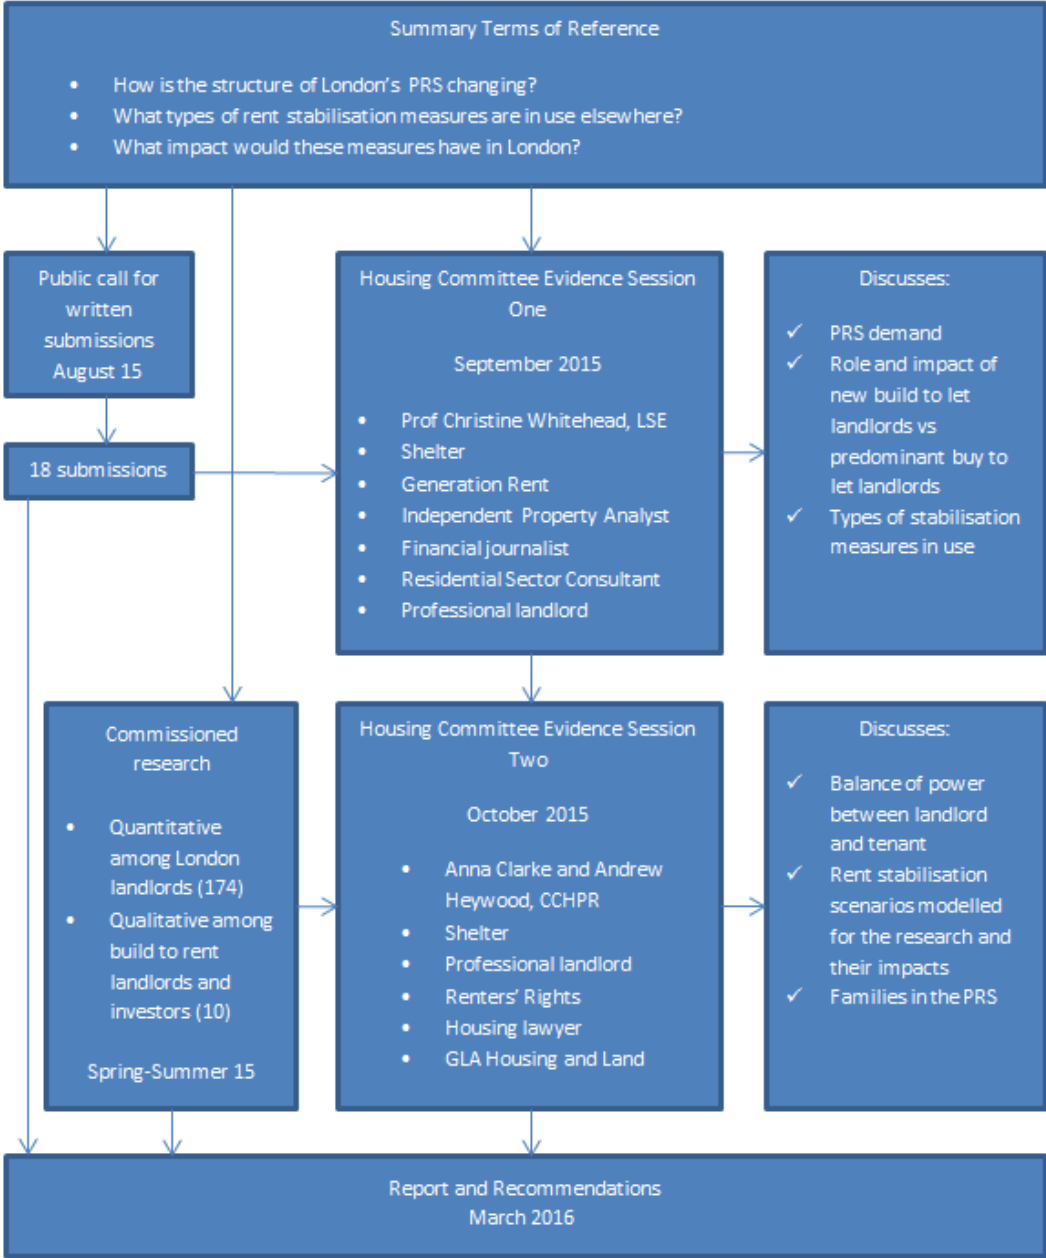 Summary Terms of Reference
• How is the structure of London's PRS changing?
• What types of rent stabilisation measures are in use elsewhere?
• What impact would these measures have in London?
Public call for
written
submissions
August 15
18 submissions
Housing Committee Evidence Session
One
September 2015
• Prof Christine Whitehead, LSE
• Shelter
• Generation Rent
• Independent Property Analyst
• Financial journalist
• Residential Sector Consultant
• Professional landlord
Discusses:
✓ PRS demand
✓ Role and impact of
new build to let
landlords vs
predominant buy to
let landlords
✓ Types of stabilisation
measures in use
Commissioned
research
• Quantitative
among London
landlords (174)
• Qualitative among
build to rent
landlords and
investors (10)
Spring-Summer 15
Housing Committee Evidence Session
Two
October 2015
• Anna Clarke and Andrew
Heywood, CCHPR
• Shelter
• Professional landlord
• Renters' Rights
• Housing lawyer
• GLA Housing and Land
Discusses:
✓ Balance of power
between landlord
and tenant
✓ Rent stabilisation
scenarios modelled
for the research and
their impacts
✓ Families in the PRS
Report and Recommendations
March 2016